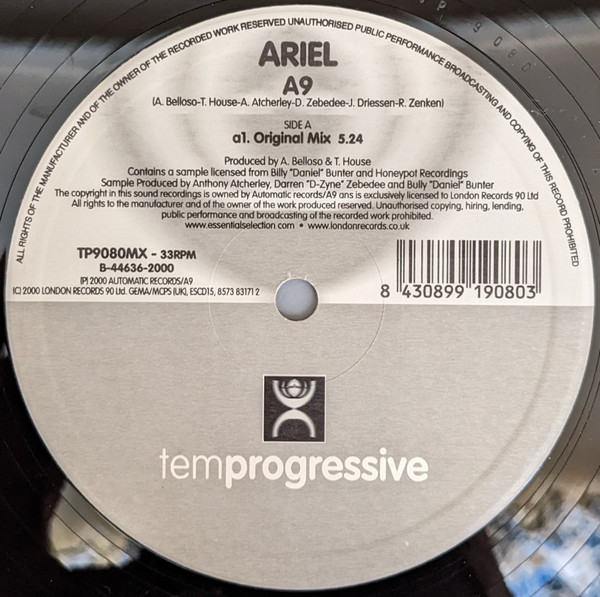 ALL RIGHTS OF THE MANUFACTURER AND OF THE OWNER OF THE RECORDED WORK RESERVED UNAUTHORISED PUBLIC PERFORMANCE BROADCASTING AND COPYING OF THIS RECORD PROHIBITED
ARIEL
A9
(A. Belloso-T. House-A. Atcherley-D. Zebedee-J. Driessen-R. Zenken)
SIDE A
a1. Original Mix 5.24
Produced by A. Belloso & T. House
Contains a sample licensed from Billy "Daniel" Bunter and Honeypot Recordings
Sample Produced by Anthony Atcherley, Darren "D-Zyne" Zebedee and Bully "Daniel" Bunter
The copyright in this sound recordings is owned by Automatic records/A9 ans is exclusively licensed to London Records 90 Ltd
All rights to the manufacturer and of the owner of the work produced reserved. Unauthorised copying, hiring, lending,
public performance and broadcasting of the recorded work prohibited.
www.essentialselection.com • www.londonrecords.co.uk
TP9080MX - 33RPM
B-44636-2000
(P) 2000 AUTOMATIC RECORDS/A9
(C) 2000 LONDON RECORDS 90 Ltd. GEMA/MCPS (UK), ESCD15, 8573 83171 2
8 430899 190803
temprogressive